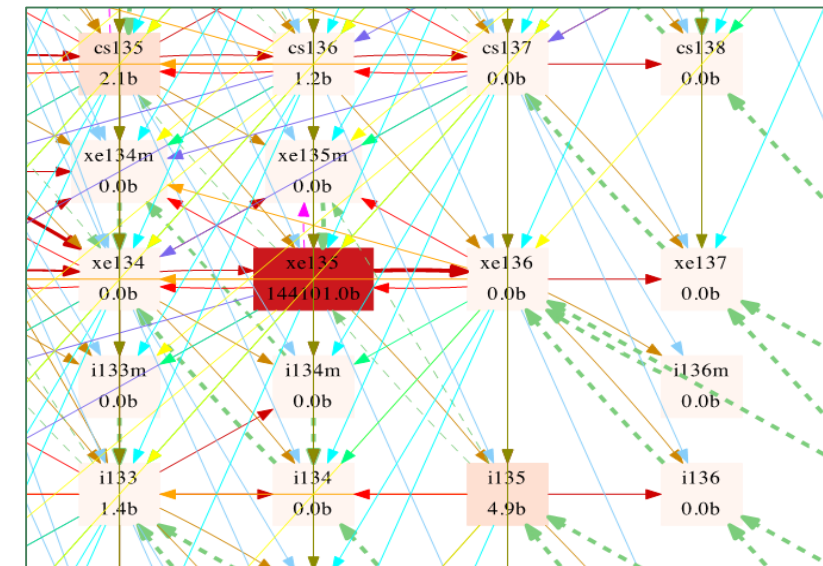 cs135
2.1b
cs136
1.2b
cs137
0.0b
cs138
0.0b
xe134m
0.0b
xe135m
0.0b
xe134
0.0b
xe135
144101.0b
xe136
0.0b
xe137
0.0b
i133m
0.0b
i134m
0.0b
i136m
0.0b
i133
1.4b
i134
0.0b
i135
4.9b
i136
0.0b